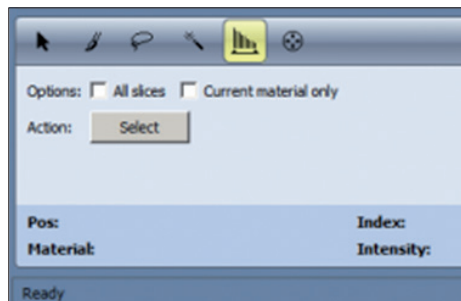 Options: All slices Current material only
Action: Select
Pos: Index:
Material: Intensity:
Ready